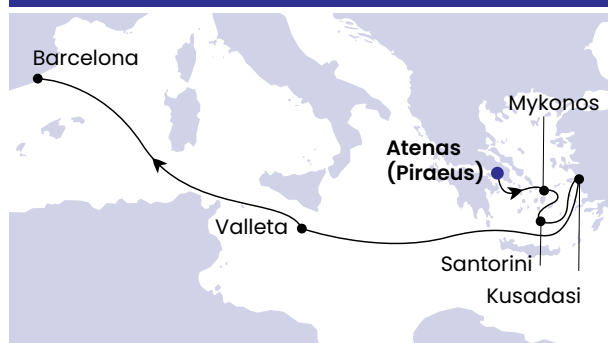 Barcelona
Mykonos
Atenas
(Piraeus)
Valleta
Santorini
Kusadasi